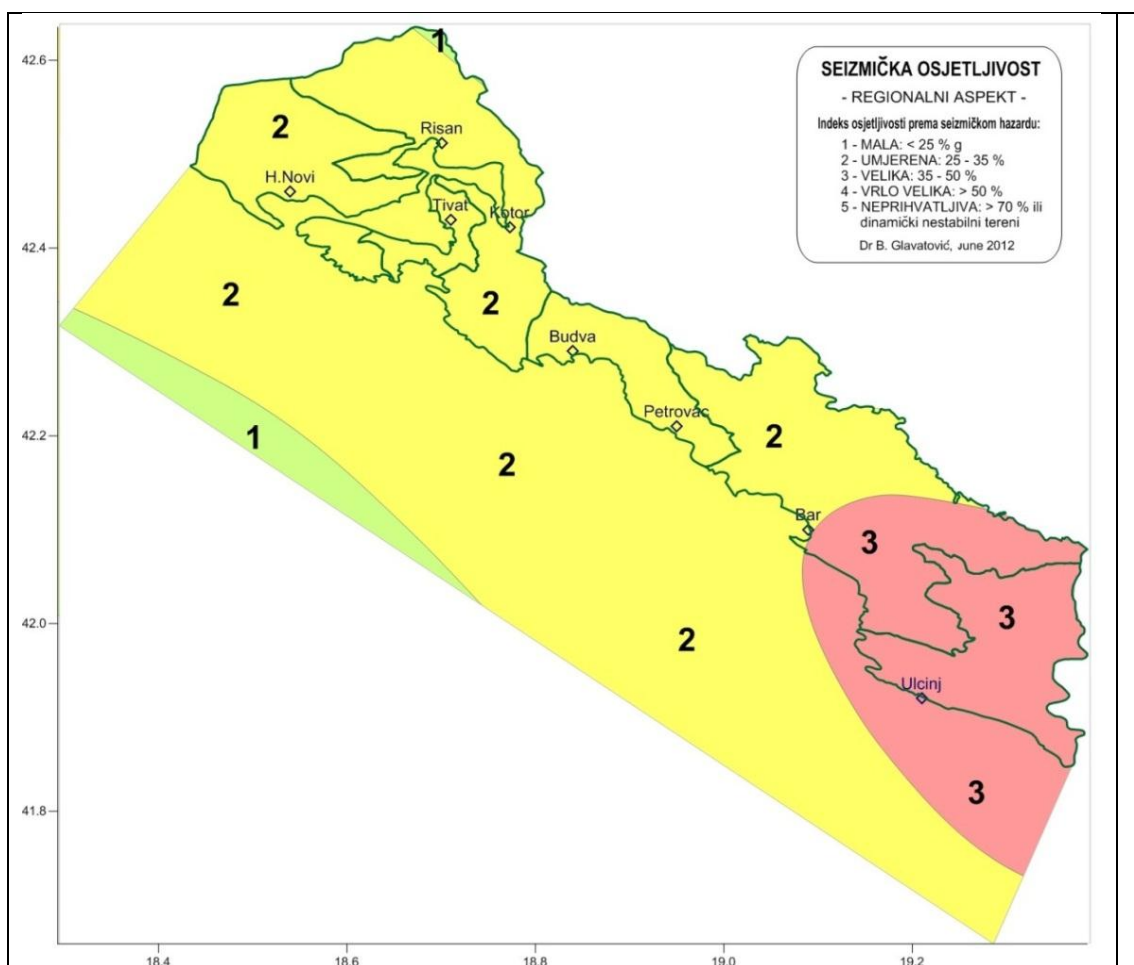 SEIZMIČKA OSJETLJIVOST
- REGIONALNI ASPEKT -
Indeks osjetljivosti prema seizmičkom hazardu:
1 - MALA: < 25 % g
2 - UMJERENA: 25 - 35 %
3 - VELIKA: 35 - 50 %
4 - VRLO VELIKA: > 50 %
5 - NEPRIHVATLJIVA: > 70 % ili
dinamički nestabilni tereni
Dr B. Glavatović, june 2012
1
42.6
2
Risan
H.Novi
Tivat
Kotor
42.4
2
2
Budva
Petrovac
42.2
1
2
2
Bar
3
42.0
2
3
Ulcinj
41.8
3
18.4
18.6
18.8
19.0
19.2